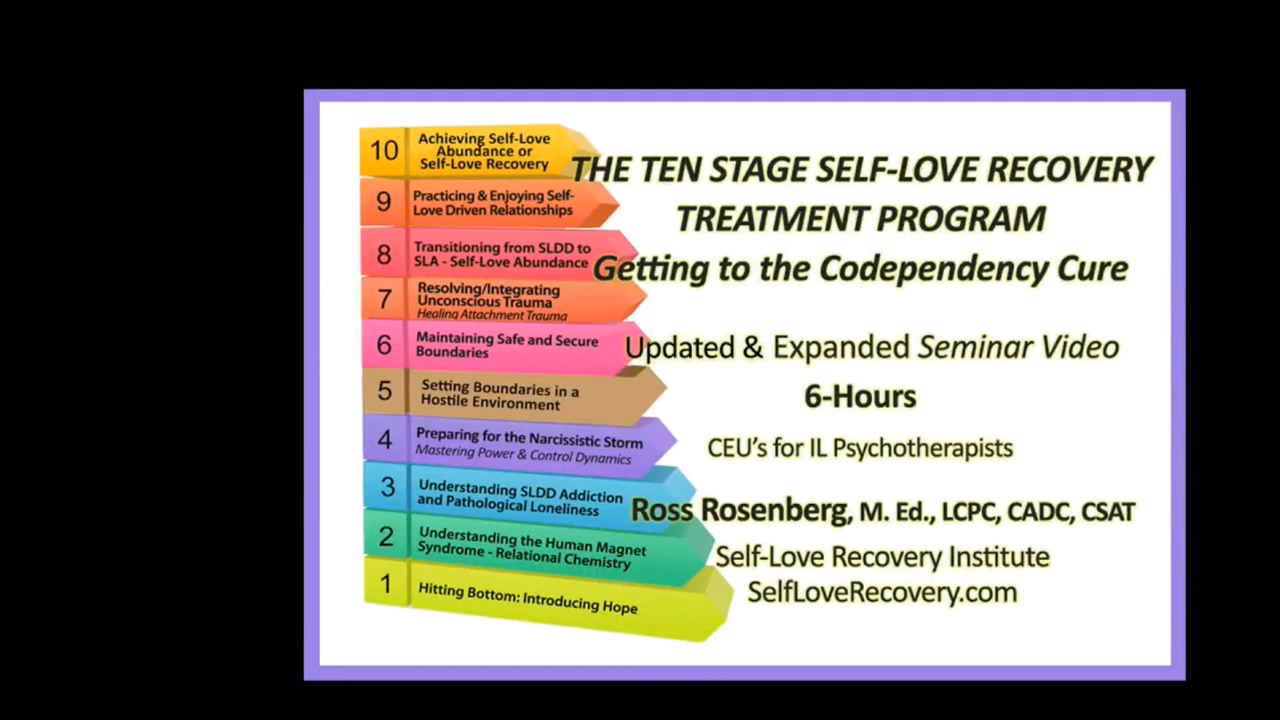 10
Achieving Self-Love
Abundance or
Self-Love Recovery
9
Practicing & Enjoying Self-
Love Driven Relationships
8
Transitioning from SLDD to
SLA - Self-Love Abundance
7
Resolving/Integrating
Unconscious Trauma
Healing Attachment Trauma
6
Maintaining Safe and Secure
Boundaries
5
Setting Boundaries in a
Hostile Environment
4
Preparing for the Narcissistic Storm
Mastering Power & Control Dynamics
3
Understanding SLDD Addiction
and Pathological Loneliness
2
Understanding the Human Magnet
Syndrome - Relational Chemistry
1
Hitting Bottom: Introducing Hope
THE TEN STAGE SELF-LOVE RECOVERY
TREATMENT PROGRAM
Getting to the Codependency Cure
Updated & Expanded Seminar Video
6-Hours
CEU's for IL Psychotherapists
Ross Rosenberg, M. Ed., LCPC, CADC, CSAT
Self-Love Recovery Institute
SelfLoveRecovery.com